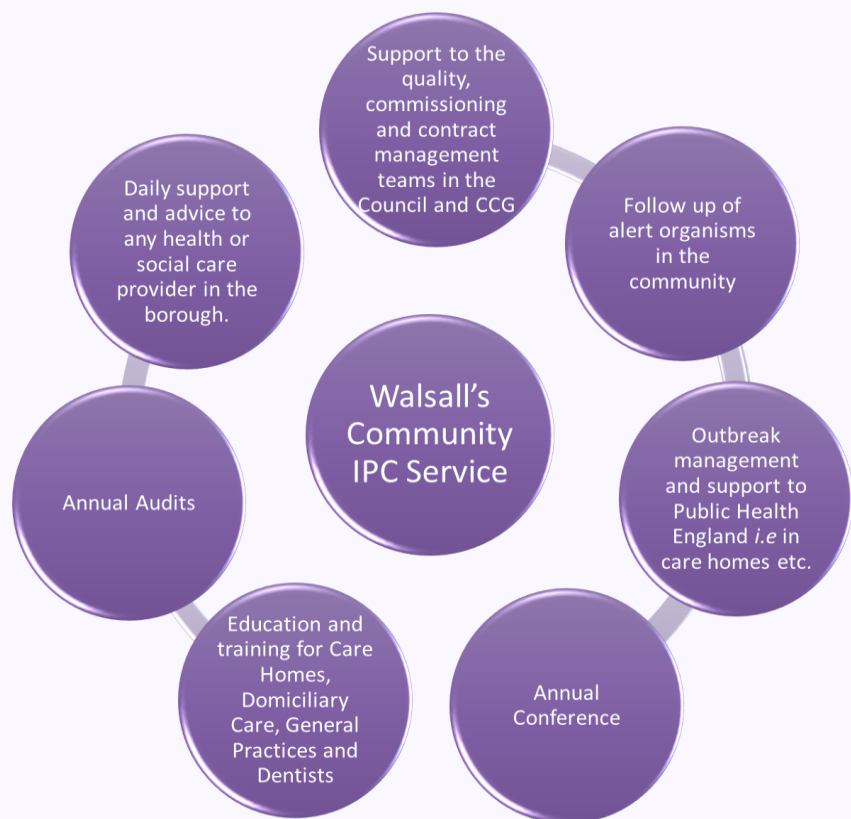 Support to the
quality,
commissioning
and contract
management
teams in the
Council and CCG
Follow up of
alert organisms
in the
community
Outbreak
management
and support to
Public Health
England i.e in
care homes etc.
Annual
Conference
Education and
training for Care
Homes,
Domiciliary
Care, General
Practices and
Dentists
Annual Audits
Daily support
and advice to
any health or
social care
provider in the
borough.
Walsall’s
Community
IPC Service